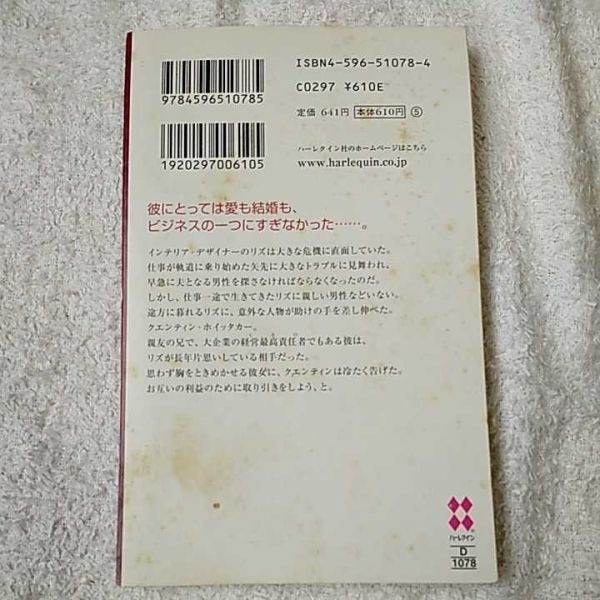 ISBN4-596-51078-4
9784596510785
C0297 ¥610E
定価 641円 本体610円 ⑤
ハーレクイン社のホームページはこちら
www.harlequin.co.jp
1920297006105
彼にとっては愛も結婚も、
ビジネスの一つにすぎなかった……。
インテリア・デザイナーのリズは大きな危機に直面していた。
仕事が軌道に乗り始めた矢先に大きなトラブルに見舞われ、
早急に夫となる男性を探さなければならなくなったのだ。
しかし、仕事一途で生きてきたリズに親しい男性などいない。
途方に暮れるリズに、意外な人物が助けの手を差し伸べた。
クエンティン・ホイッタカー。
親友の兄で、大企業の経営最高責任者でもある彼は、
リズが長年片思いしている相手だった。
思わず胸をときめかせる彼女に、クエンティンは冷たく告げた。
お互いの利益のために取り引きをしよう、と。
ハーレクイン
D
1078